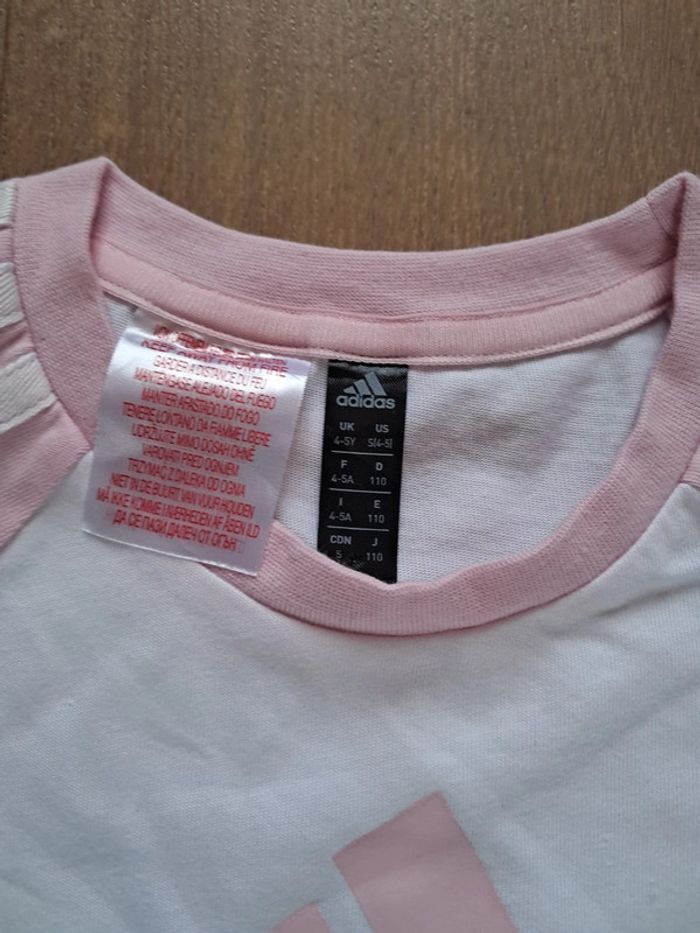 KEEP AWAY FROM FIRE
GARDER A DISTANCE DU FEU
MANTENGASE ALEJADO DEL FUEGO
MANTER AFASTADO DO FOGO
TENERE LONTANO DA FIAMME LIBERE
UDRŽUJTE MIMO DOSAH OHNĚ
VAROVATI PRED OGNJEM
TRZYMAĆ Z DALEKA OD OGNIA
NIET IN DE BUURT VAN VUUR HOUDEN
MÅ IKKE KOMME I NÆRHEDEN AF ÅBEN ILD
ДА СЕ ПАЗИ ДАЛЕЧ ОТ ОГЪН
adidas
UK US
4-5Y S(4-5)
F D
4-5A 110
I E
4-5A 110
CDN J
5 110